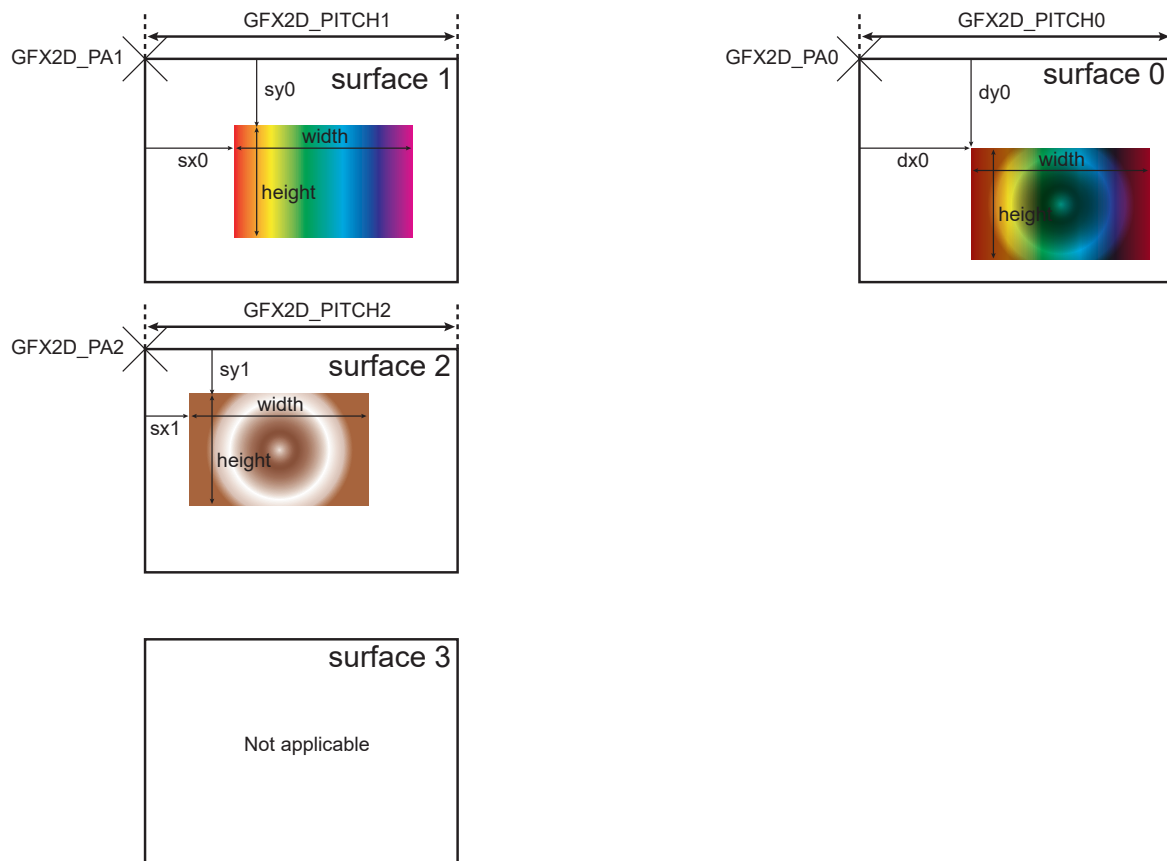 GFX2D_PITCH1
GFX2D_PA1
surface 1
sy0
sx0
width
height
GFX2D_PITCH0
GFX2D_PA0
surface 0
dy0
dx0
width
height
GFX2D_PITCH2
GFX2D_PA2
surface 2
sy1
sx1
width
height
surface 3
Not applicable